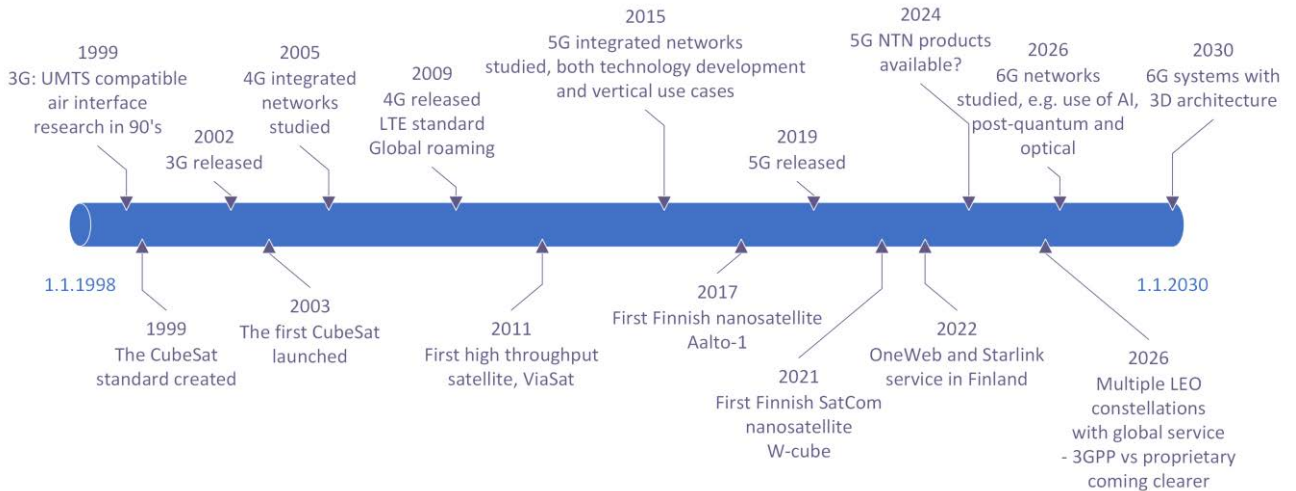 1999
3G: UMTS compatible
air interface
research in 90's
2002
3G released
2005
4G integrated
networks
studied
2009
4G released
LTE standard
Global roaming
2015
5G integrated networks
studied, both technology development
and vertical use cases
2019
5G released
2024
5G NTN products
available?
2026
6G networks
studied, e.g. use of AI,
post-quantum and
optical
2030
6G systems with
3D architecture
1.1.1998
1.1.2030
1999
The CubeSat
standard created
2003
The first CubeSat
launched
2011
First high throughput
satellite, ViaSat
2017
First Finnish nanosatellite
Aalto-1
2021
First Finnish SatCom
nanosatellite
W-cube
2022
OneWeb and Starlink
service in Finland
2026
Multiple LEO
constellations
with global service
- 3GPP vs proprietary
coming clearer